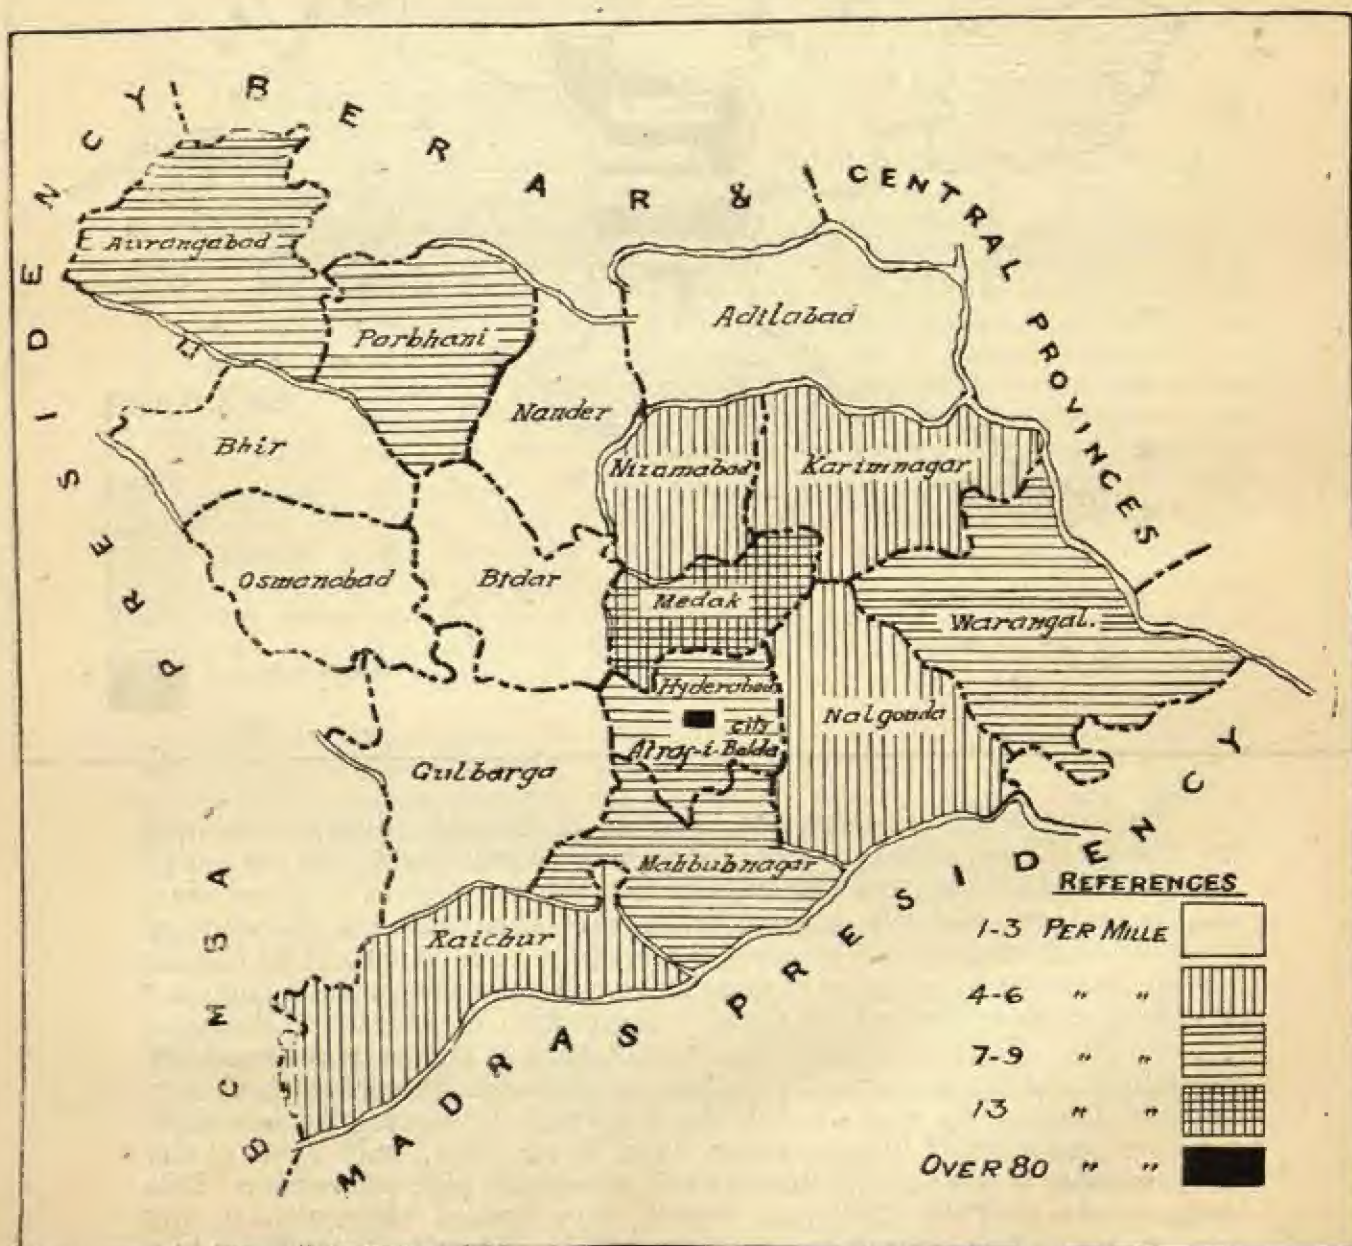 BERAR & CENTRAL PROVINCES
Aurangabad
Parbhani
Adilabad
Nander
Bhir
Nizamabad
Karimnagar
Osmanabad
Bidar
Medak
Warangal.
Hyderabad
city
Nalgonda
Atraf-i-Balda
Gulbarga
Mahbubnagar
Raichur
BOMBAY PRESIDENCY
MADRAS PRESIDENCY
REFERENCES
1-3 PER MILLE
4-6 " "
7-9 " "
13 " "
OVER 80 " "